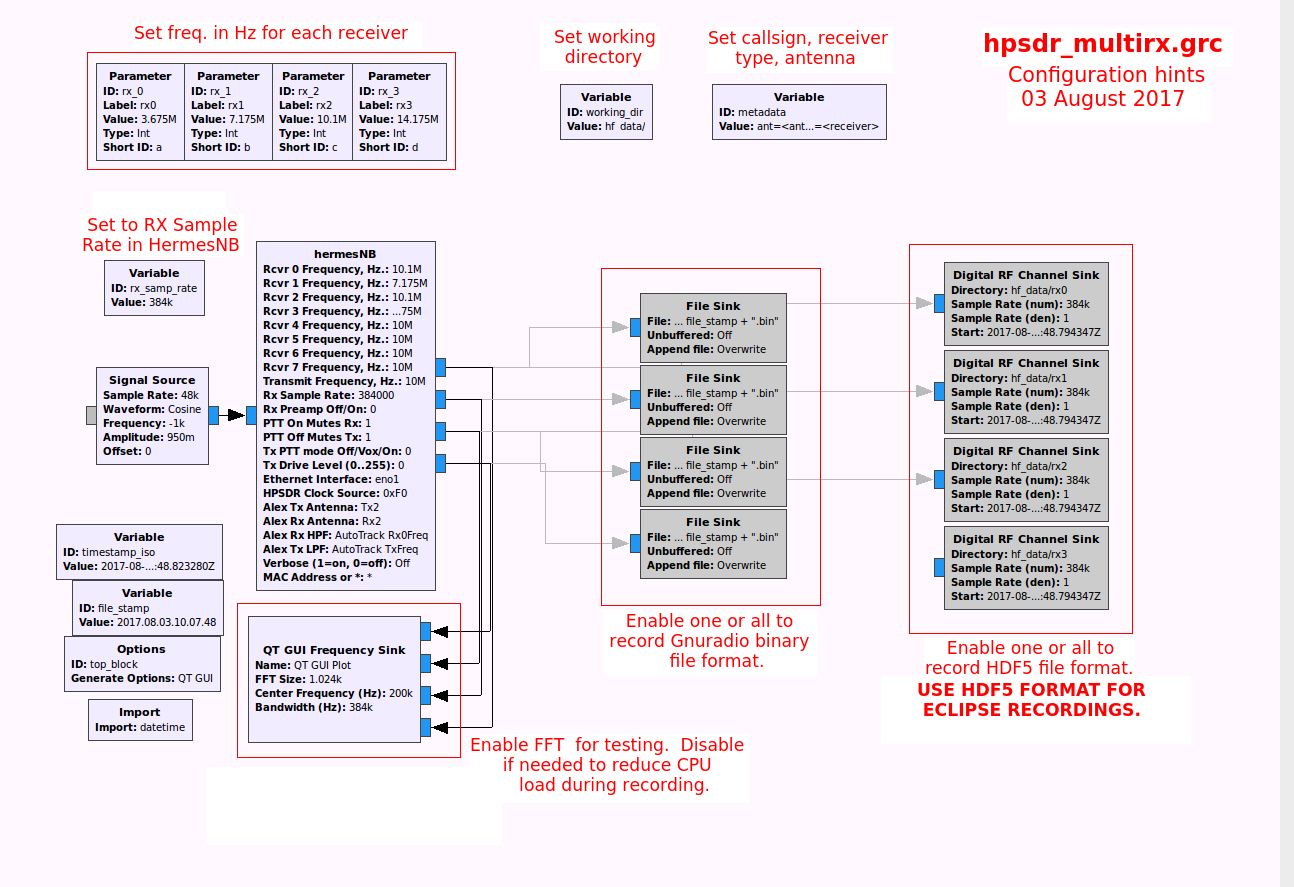 Set freq. in Hz for each receiver
Parameter
ID: rx_0
Label: rx0
Value: 3.675M
Type: Int
Short ID: a
Parameter
ID: rx_1
Label: rx1
Value: 7.175M
Type: Int
Short ID: b
Parameter
ID: rx_2
Label: rx2
Value: 10.1M
Type: Int
Short ID: c
Parameter
ID: rx_3
Label: rx3
Value: 14.175M
Type: Int
Short ID: d
Set working
directory
Variable
ID: working_dir
Value: hf_data/
Set callsign, receiver
type, antenna
Variable
ID: metadata
Value: ant=<ant...=<receiver>
hpsdr_multirx.grc
Configuration hints
03 August 2017
Set to RX Sample
Rate in HermesNB
Variable
ID: rx_samp_rate
Value: 384k
Signal Source
Sample Rate: 48k
Waveform: Cosine
Frequency: -1k
Amplitude: 950m
Offset: 0
hermesNB
Rcvr 0 Frequency, Hz.: 10.1M
Rcvr 1 Frequency, Hz.: 7.175M
Rcvr 2 Frequency, Hz.: 10.1M
Rcvr 3 Frequency, Hz.: ...75M
Rcvr 4 Frequency, Hz.: 10M
Rcvr 5 Frequency, Hz.: 10M
Rcvr 6 Frequency, Hz.: 10M
Rcvr 7 Frequency, Hz.: 10M
Transmit Frequency, Hz.: 10M
Rx Sample Rate: 384000
Rx Preamp Off/On: 0
PTT On Mutes Rx: 1
PTT Off Mutes Tx: 1
Tx PTT mode Off/Vox/On: 0
Tx Drive Level (0..255): 0
Ethernet Interface: eno1
HPSDR Clock Source: 0xF0
Alex Tx Antenna: Tx2
Alex Rx Antenna: Rx2
Alex Rx HPF: AutoTrack Rx0Freq
Alex Tx LPF: AutoTrack TxFreq
Verbose (1=on, 0=off): Off
MAC Address or *: *
File Sink
File: ... file_stamp + ".bin"
Unbuffered: Off
Append file: Overwrite
File Sink
File: ... file_stamp + ".bin"
Unbuffered: Off
Append file: Overwrite
File Sink
File: ... file_stamp + ".bin"
Unbuffered: Off
Append file: Overwrite
File Sink
File: ... file_stamp + ".bin"
Unbuffered: Off
Append file: Overwrite
Enable one or all to
record Gnuradio binary
file format.
Digital RF Channel Sink
Directory: hf_data/rx0
Sample Rate (num): 384k
Sample Rate (den): 1
Start: 2017-08-...:48.794347Z
Digital RF Channel Sink
Directory: hf_data/rx1
Sample Rate (num): 384k
Sample Rate (den): 1
Start: 2017-08-...:48.794347Z
Digital RF Channel Sink
Directory: hf_data/rx2
Sample Rate (num): 384k
Sample Rate (den): 1
Start: 2017-08-...:48.794347Z
Digital RF Channel Sink
Directory: hf_data/rx3
Sample Rate (num): 384k
Sample Rate (den): 1
Start: 2017-08-...:48.794347Z
Enable one or all to
record HDF5 file format.
USE HDF5 FORMAT FOR
ECLIPSE RECORDINGS.
Variable
ID: timestamp_iso
Value: 2017-08-...:48.823280Z
Variable
ID: file_stamp
Value: 2017.08.03.10.07.48
Options
ID: top_block
Generate Options: QT GUI
Import
Import: datetime
QT GUI Frequency Sink
Name: QT GUI Plot
FFT Size: 1.024k
Center Frequency (Hz): 200k
Bandwidth (Hz): 384k
Enable FFT  for testing.  Disable
if needed to reduce CPU
load during recording.